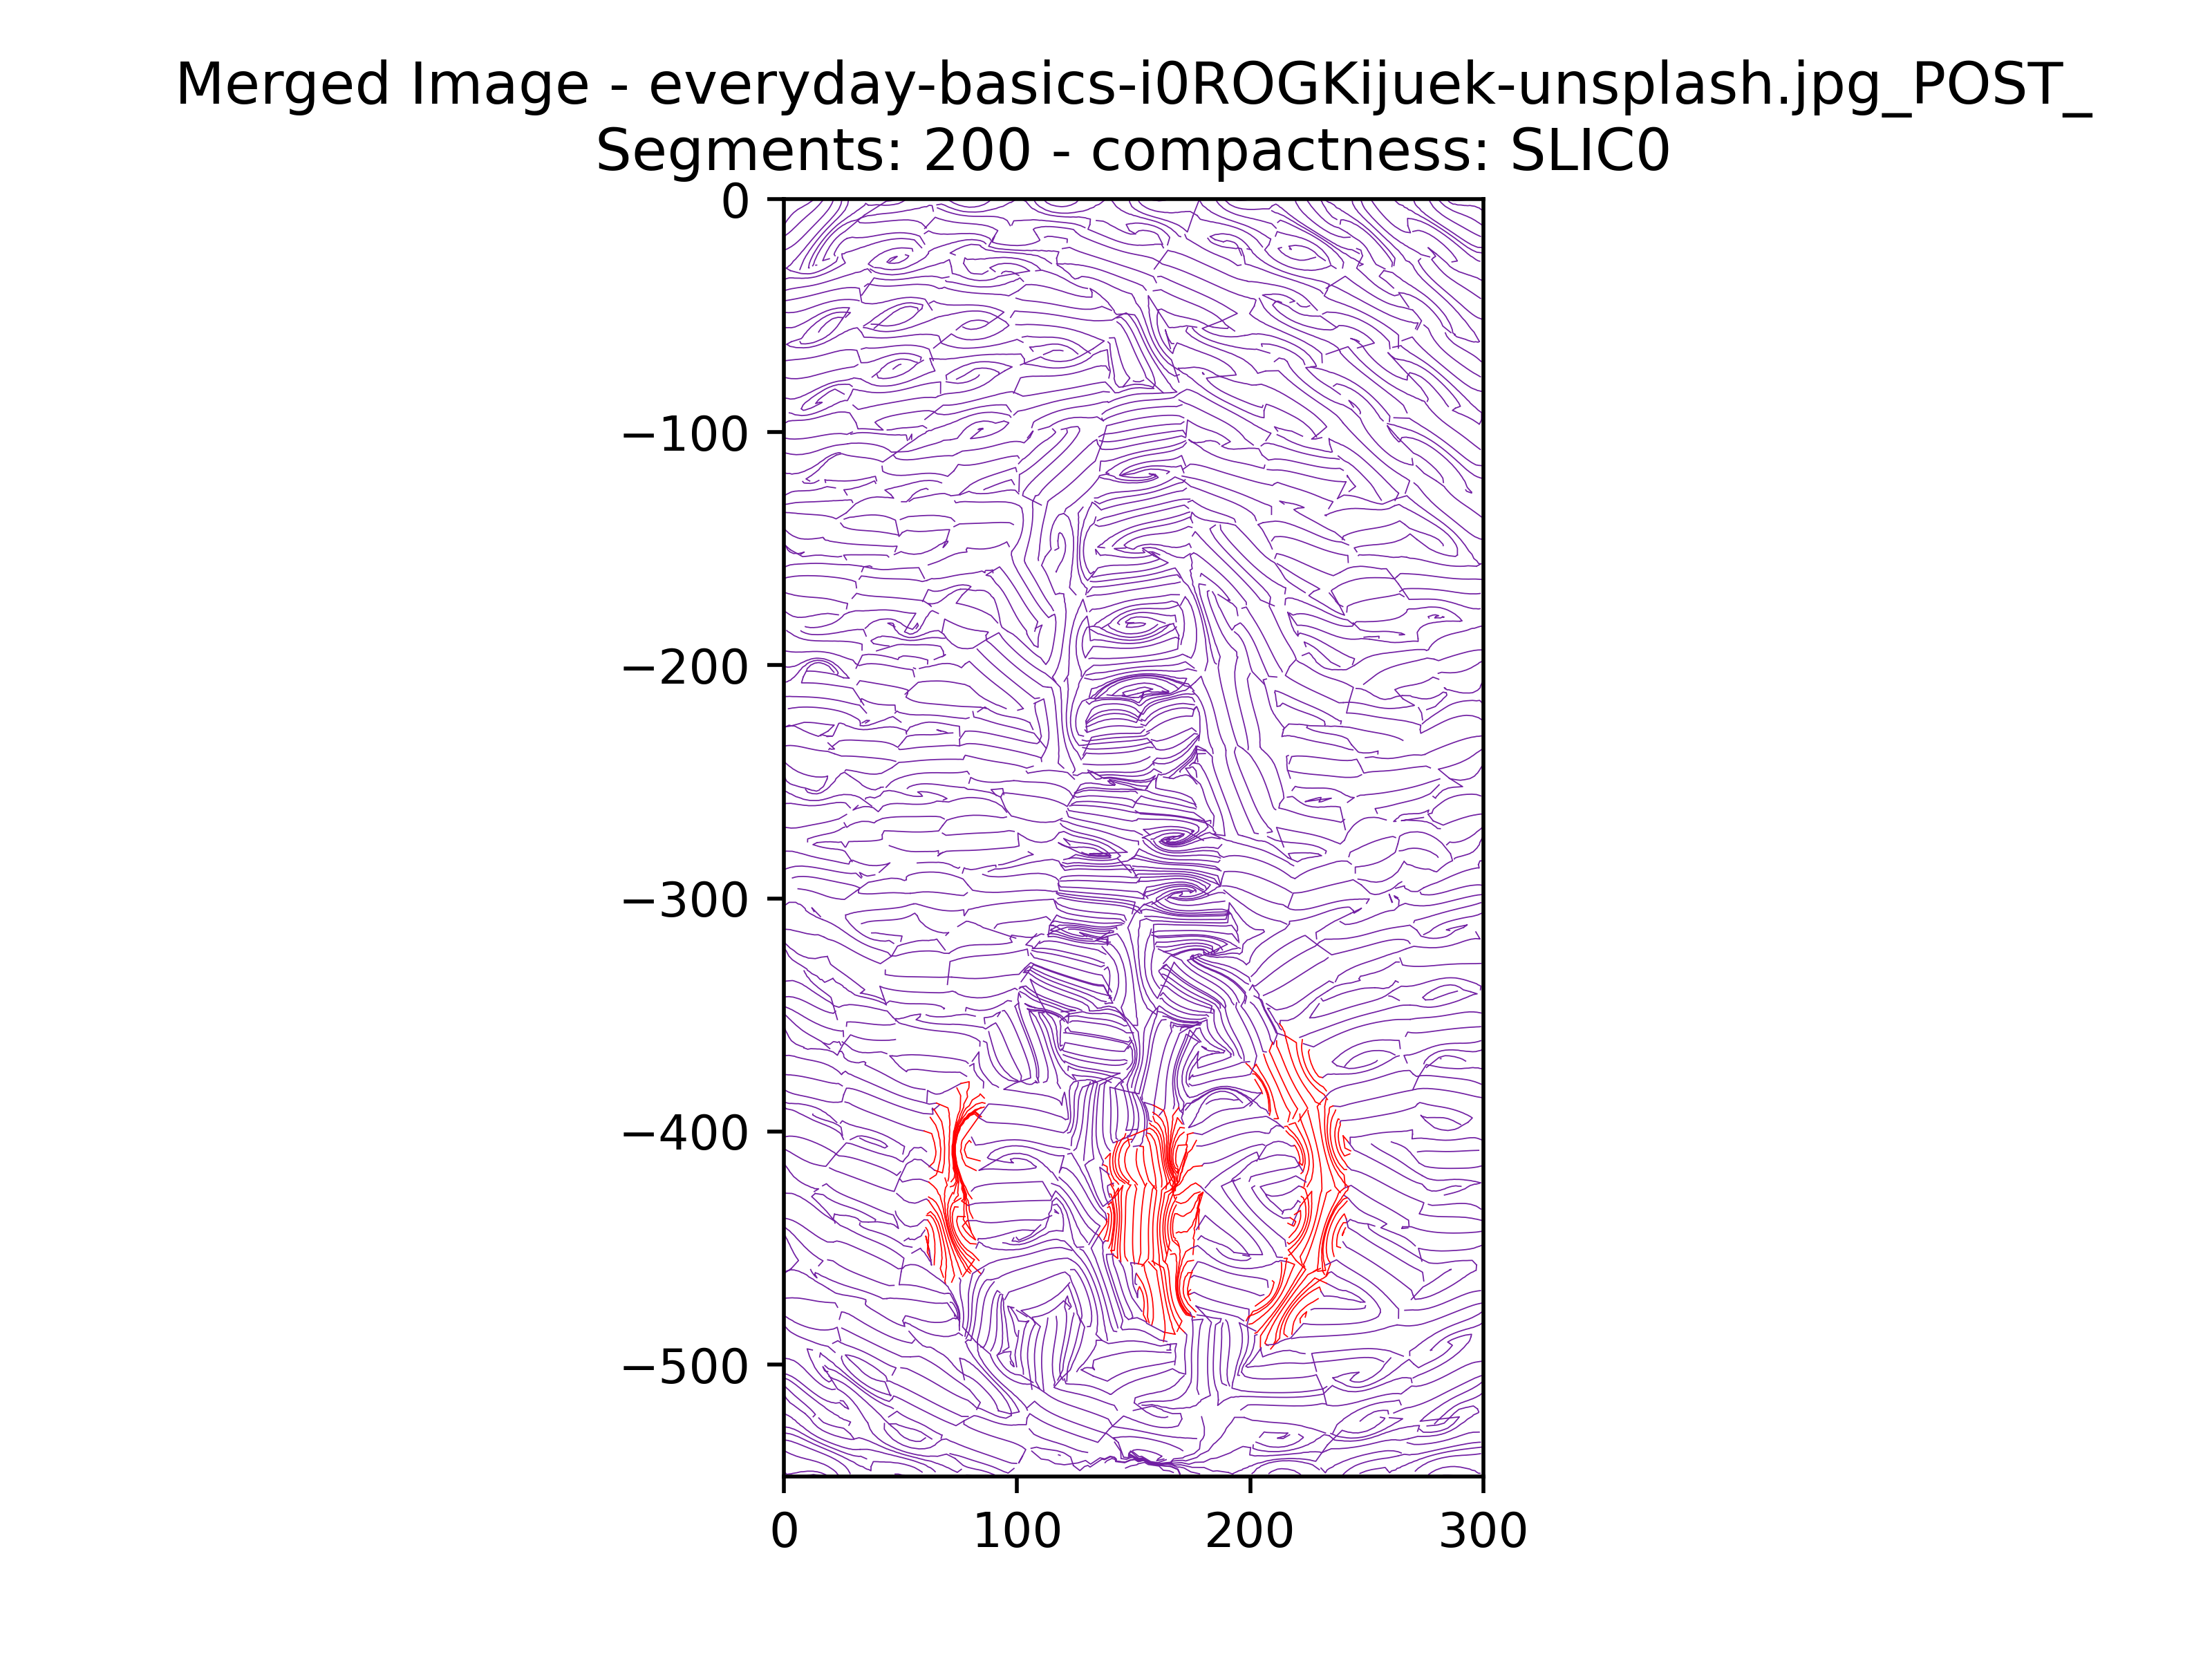 Merged Image - everyday-basics-i0ROGKijuek-unsplash.jpg_POST_
Segments: 200 - compactness: SLIC0
0
−100
−200
−300
−400
−500
0 100 200 300